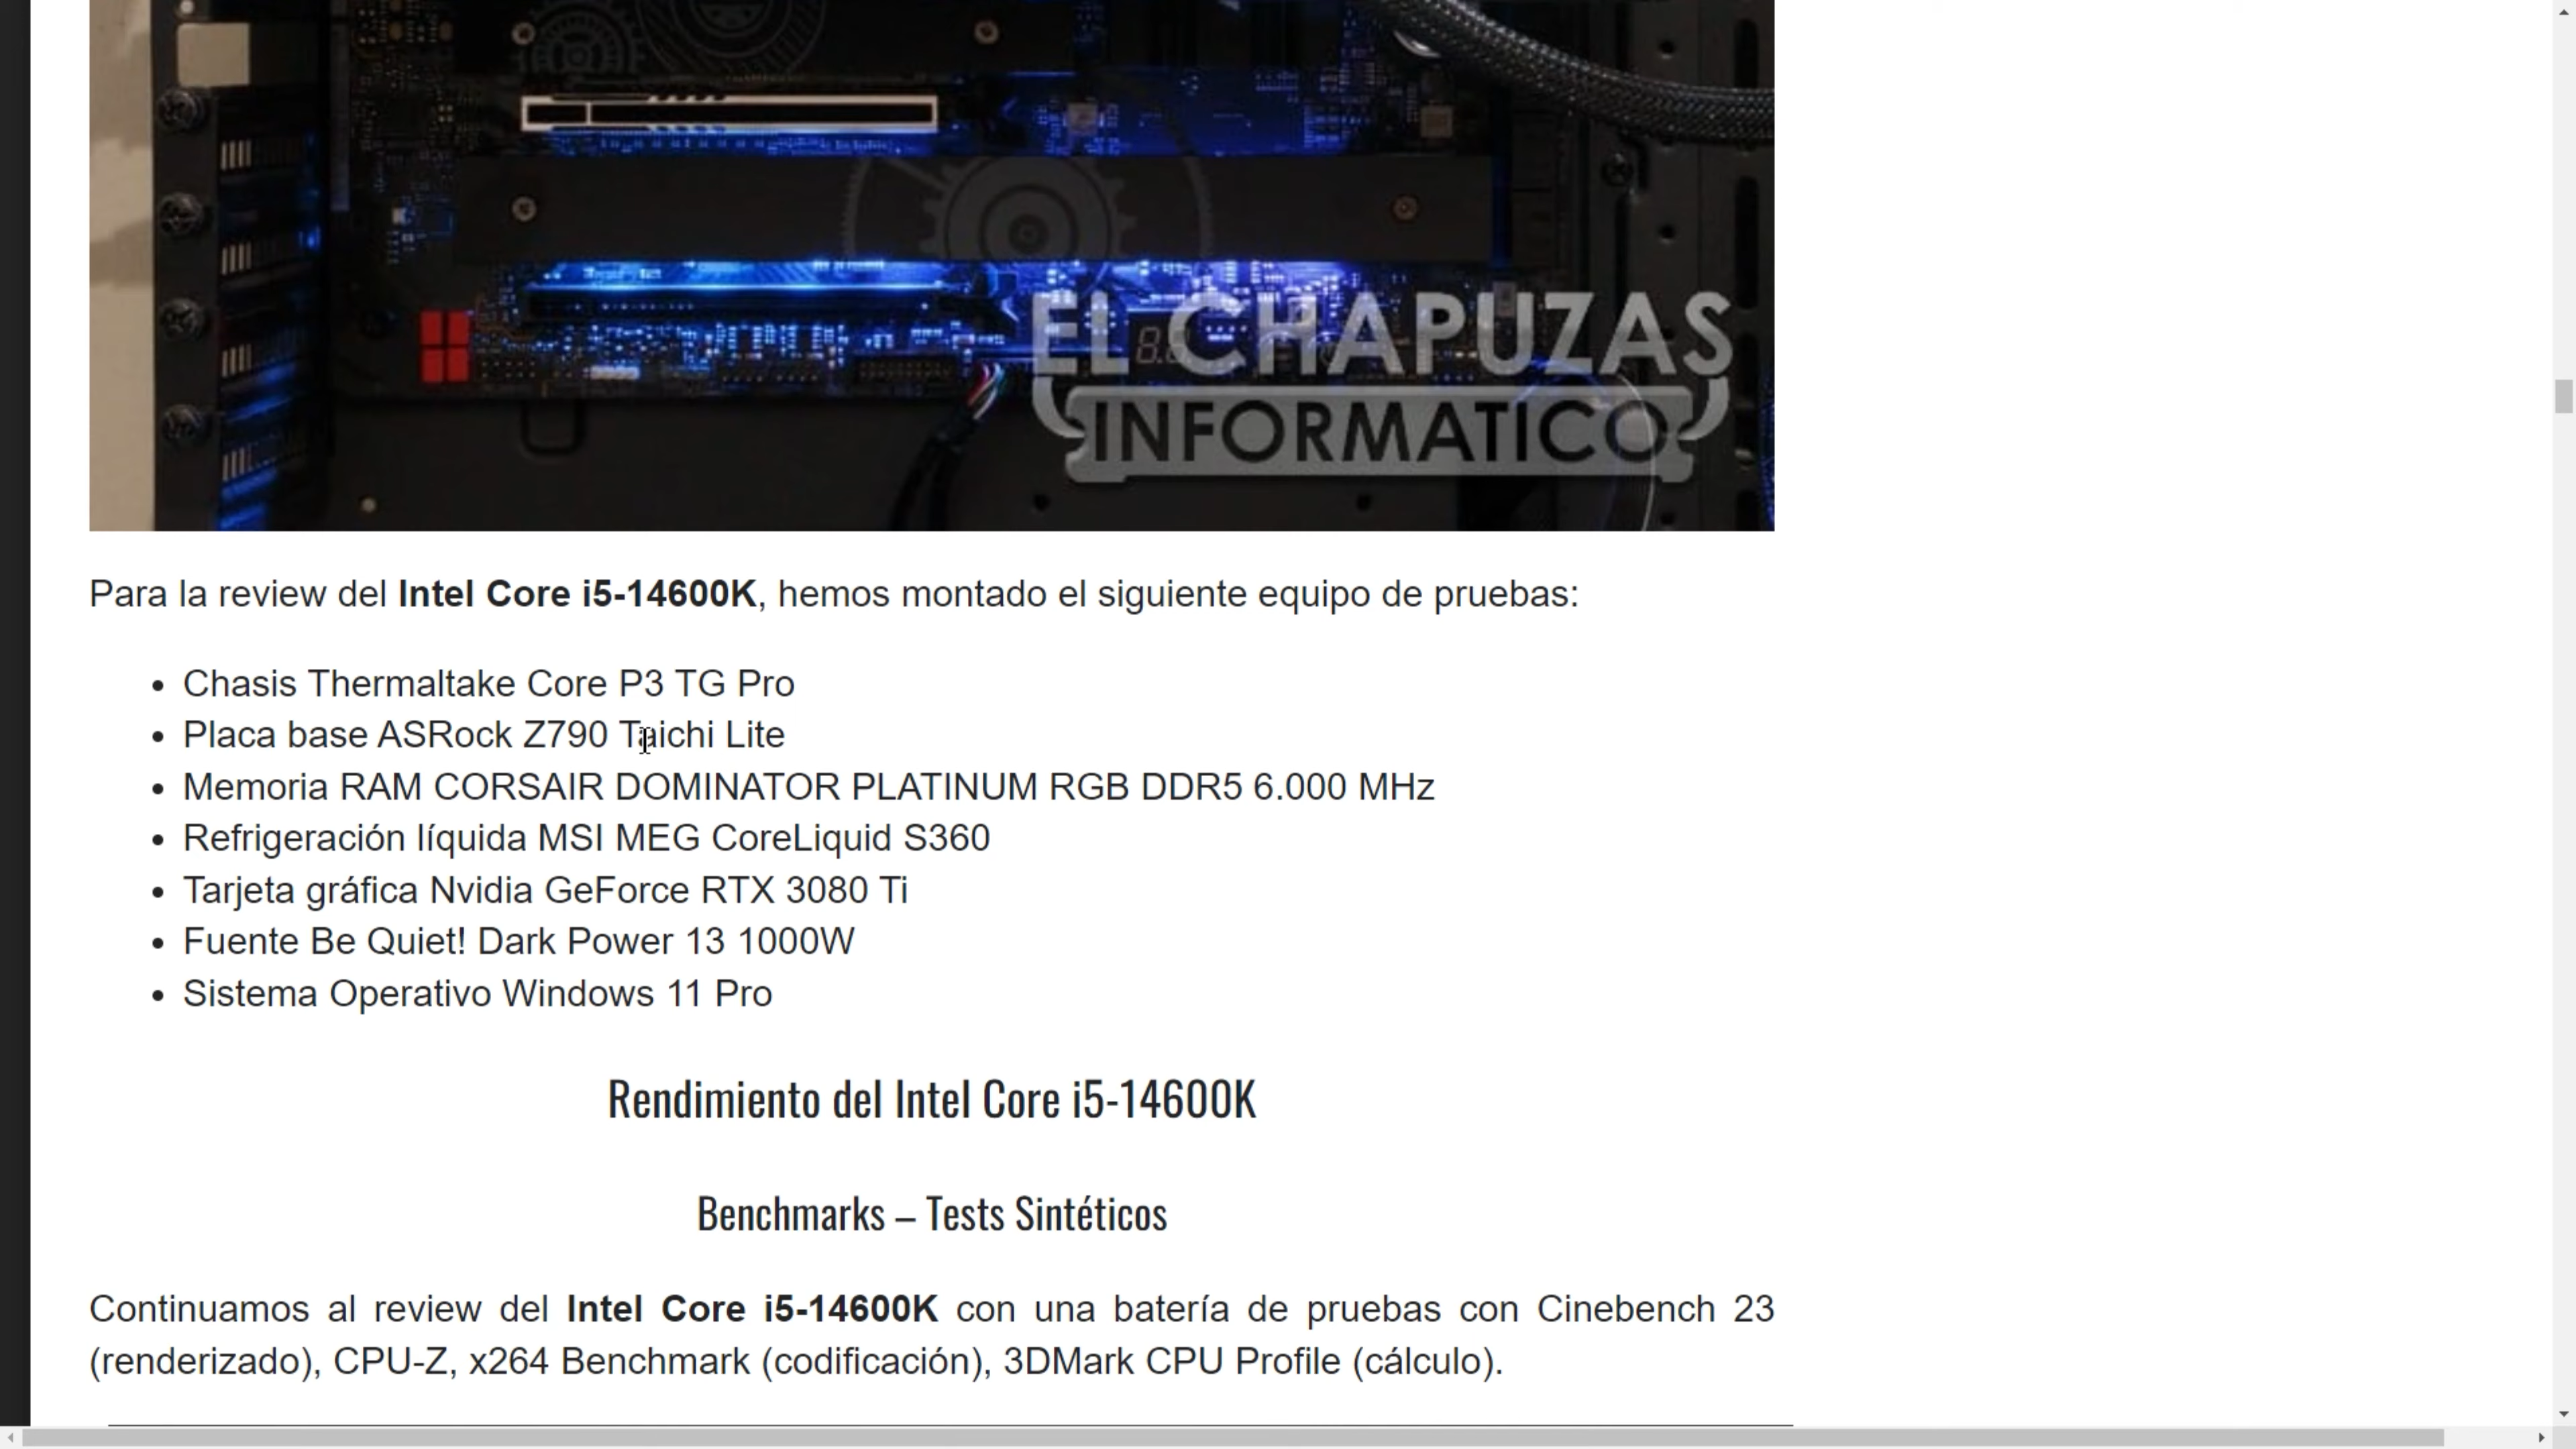 EL CHAPUZAS
INFORMATICO
Para la review del Intel Core i5-14600K, hemos montado el siguiente equipo de pruebas:
• Chasis Thermaltake Core P3 TG Pro
• Placa base ASRock Z790 Taichi Lite
• Memoria RAM CORSAIR DOMINATOR PLATINUM RGB DDR5 6.000 MHz
• Refrigeración líquida MSI MEG CoreLiquid S360
• Tarjeta gráfica Nvidia GeForce RTX 3080 Ti
• Fuente Be Quiet! Dark Power 13 1000W
• Sistema Operativo Windows 11 Pro
Rendimiento del Intel Core i5-14600K
Benchmarks – Tests Sintéticos
Continuamos al review del Intel Core i5-14600K con una batería de pruebas con Cinebench 23
(renderizado), CPU-Z, x264 Benchmark (codificación), 3DMark CPU Profile (cálculo).